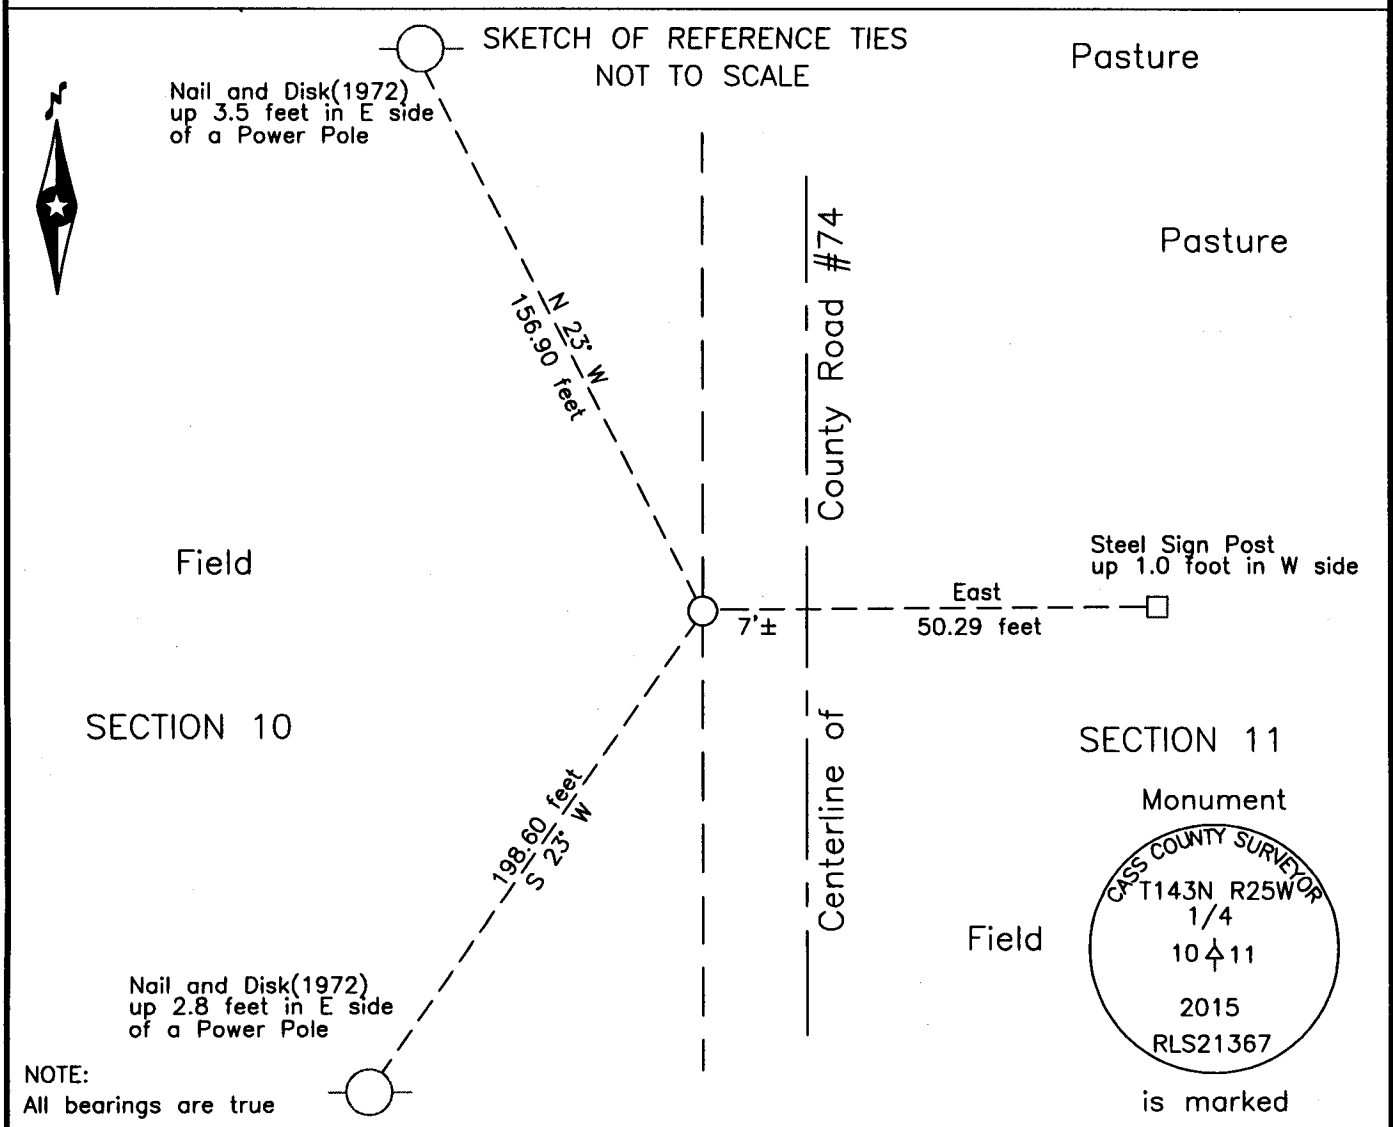 SKETCH OF REFERENCE TIES
NOT TO SCALE
Pasture
N
Nail and Disk(1972)
up 3.5 feet in E side
of a Power Pole
Pasture
County Road #74
N 23° W
156.90 feet
Field
Steel Sign Post
up 1.0 foot in W side
East
7'±
50.29 feet
SECTION 10
SECTION 11
Centerline of
198.60 feet
S 23° W
Monument
CASS COUNTY SURVEYOR
T143N R25W
1/4
10 11
2015
RLS21367
is marked
Field
Nail and Disk(1972)
up 2.8 feet in E side
of a Power Pole
NOTE:
All bearings are true